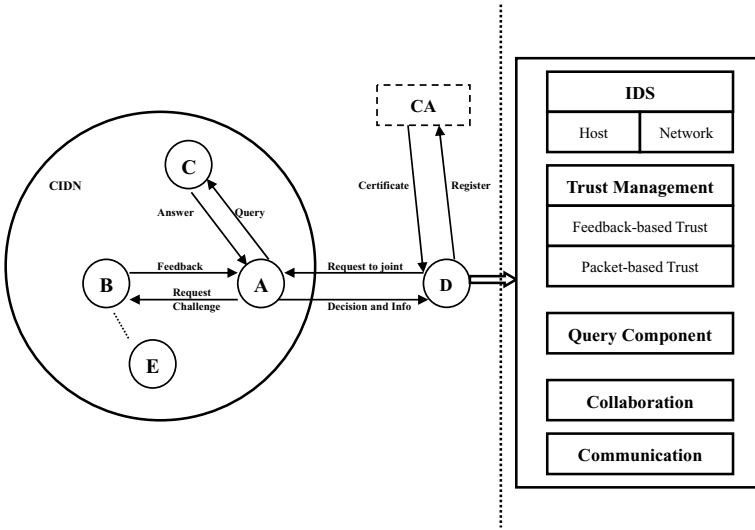 CIDN
C
Answer
Query
B
Feedback
A
Request
Challenge
E
CA
Certificate
Register
Request to joint
D
Decision and Info
IDS
Host
Network
Trust Management
Feedback-based Trust
Packet-based Trust
Query Component
Collaboration
Communication